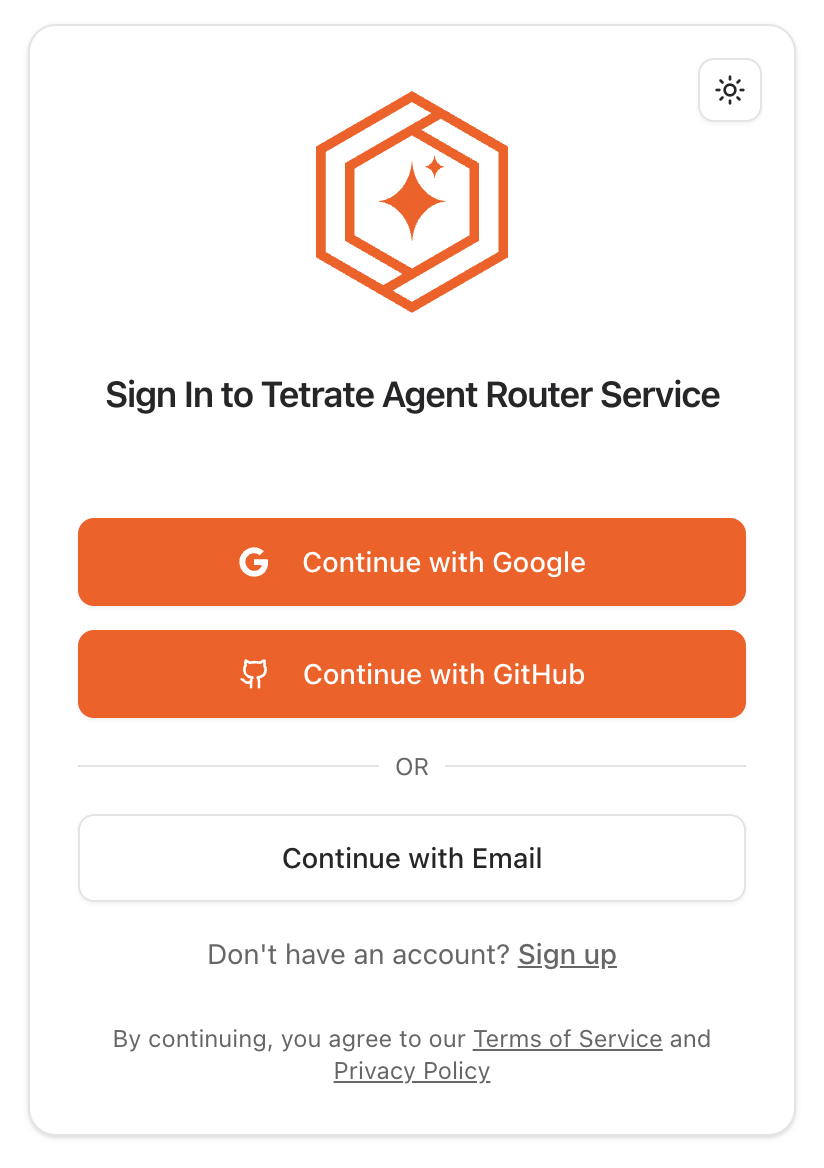 Sign In to Tetrate Agent Router Service
Continue with Google
Continue with GitHub
OR
Continue with Email
Don't have an account? Sign up
By continuing, you agree to our Terms of Service and
Privacy Policy